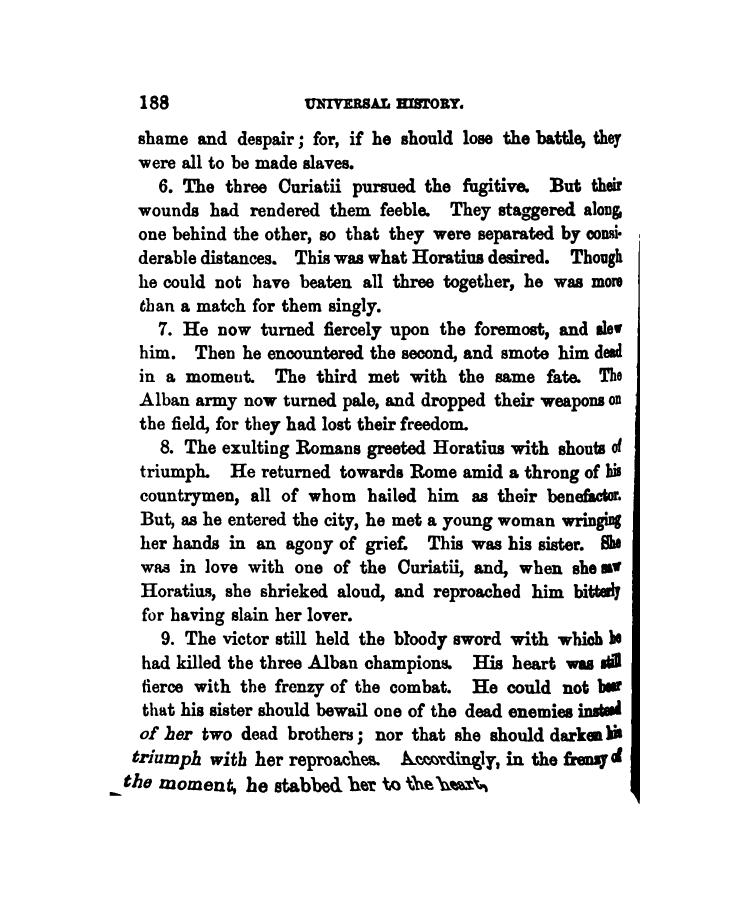 188 UNIVERSAL HISTORY.
shame and despair; for, if he should lose the battle, they
were all to be made slaves.
6. The three Curiatii pursued the fugitive. But their
wounds had rendered them feeble. They staggered along,
one behind the other, so that they were separated by consi-
derable distances. This was what Horatius desired. Though
he could not have beaten all three together, he was more
than a match for them singly.
7. He now turned fiercely upon the foremost, and slew
him. Then he encountered the second, and smote him dead
in a moment. The third met with the same fate. The
Alban army now turned pale, and dropped their weapons on
the field, for they had lost their freedom.
8. The exulting Romans greeted Horatius with shouts of
triumph. He returned towards Rome amid a throng of his
countrymen, all of whom hailed him as their benefactor.
But, as he entered the city, he met a young woman wringing
her hands in an agony of grief. This was his sister. She
was in love with one of the Curiatii, and, when she saw
Horatius, she shrieked aloud, and reproached him bitterly
for having slain her lover.
9. The victor still held the bloody sword with which he
had killed the three Alban champions. His heart was still
fierce with the frenzy of the combat. He could not bear
that his sister should bewail one of the dead enemies instead
of her two dead brothers; nor that she should darken his
triumph with her reproaches. Accordingly, in the frenzy of
the moment, he stabbed her to the heart,